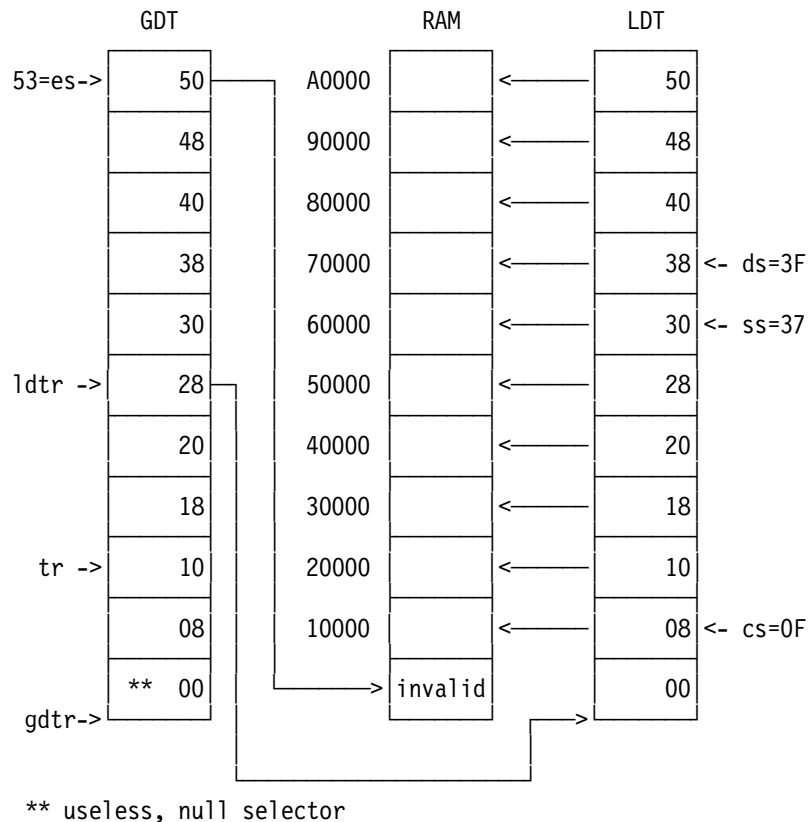 GDT RAM LDT
53=es-> 50 A0000 <- 50
48 90000 <- 48
40 80000 <- 40
38 70000 <- 38 <- ds=3F
30 60000 <- 30 <- ss=37
ldtr -> 28 50000 <- 28
20 40000 <- 20
18 30000 <- 18
tr -> 10 20000 <- 10
08 10000 <- 08 <- cs=0F
** 00 > invalid 00
gdtr-> >
** useless, null selector